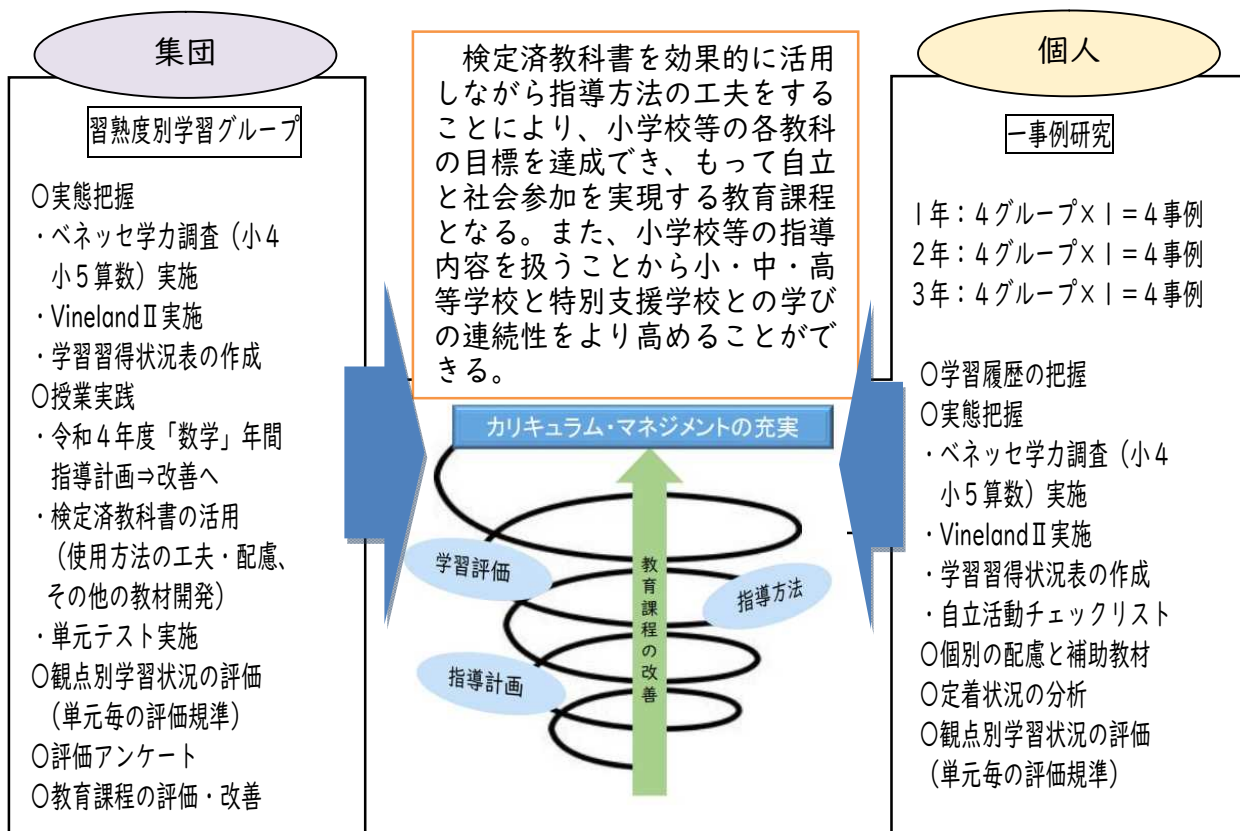 集団
習熟度別学習グループ
○実態把握
・ベネッセ学力調査（小4
小5算数）実施
・VinelandⅡ実施
・学習習得状況表の作成
○授業実践
・令和4年度「数学」年間
指導計画⇒改善へ
・検定済教科書の活用
（使用方法の工夫・配慮、
その他の教材開発）
・単元テスト実施
○観点別学習状況の評価
（単元毎の評価規準）
○評価アンケート
○教育課程の評価・改善
検定済教科書を効果的に活用
しながら指導方法の工夫をする
ことにより、小学校等の各教科
の目標を達成でき、もって自立
と社会参加を実現する教育課程
となる。また、小学校等の指導
内容を扱うことから小・中・高
等学校と特別支援学校との学び
の連続性をより高めることがで
きる。
カリキュラム・マネジメントの充実
学習評価
指導方法
指導計画
教育課程の改善
個人
一事例研究
1年：4グループ×1＝4事例
2年：4グループ×1＝4事例
3年：4グループ×1＝4事例
○学習履歴の把握
○実態把握
・ベネッセ学力調査（小4
小5算数）実施
・VinelandⅡ実施
・学習習得状況表の作成
・自立活動チェックリスト
○個別の配慮と補助教材
○定着状況の分析
○観点別学習状況の評価
（単元毎の評価規準）